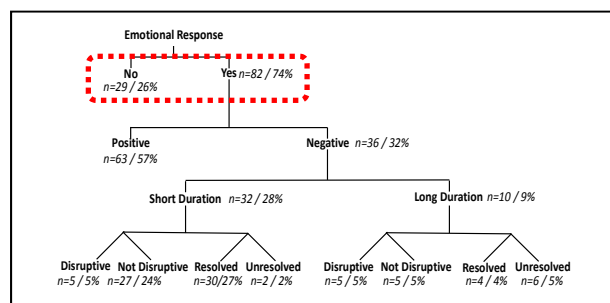 Emotional Response
No
n=29 / 26%
Yes n=82 / 74%
Positive
n=63 / 57%
Negative n=36 / 32%
Short Duration n=32 / 28%
Long Duration n=10 / 9%
Disruptive Not Disruptive Resolved Unresolved Disruptive Not Disruptive Resolved Unresolved
n=5 / 5% n=27 / 24% n=30/27% n=2 / 2% n=5 / 5% n=5 / 5% n=4 / 4% n=6 / 5%